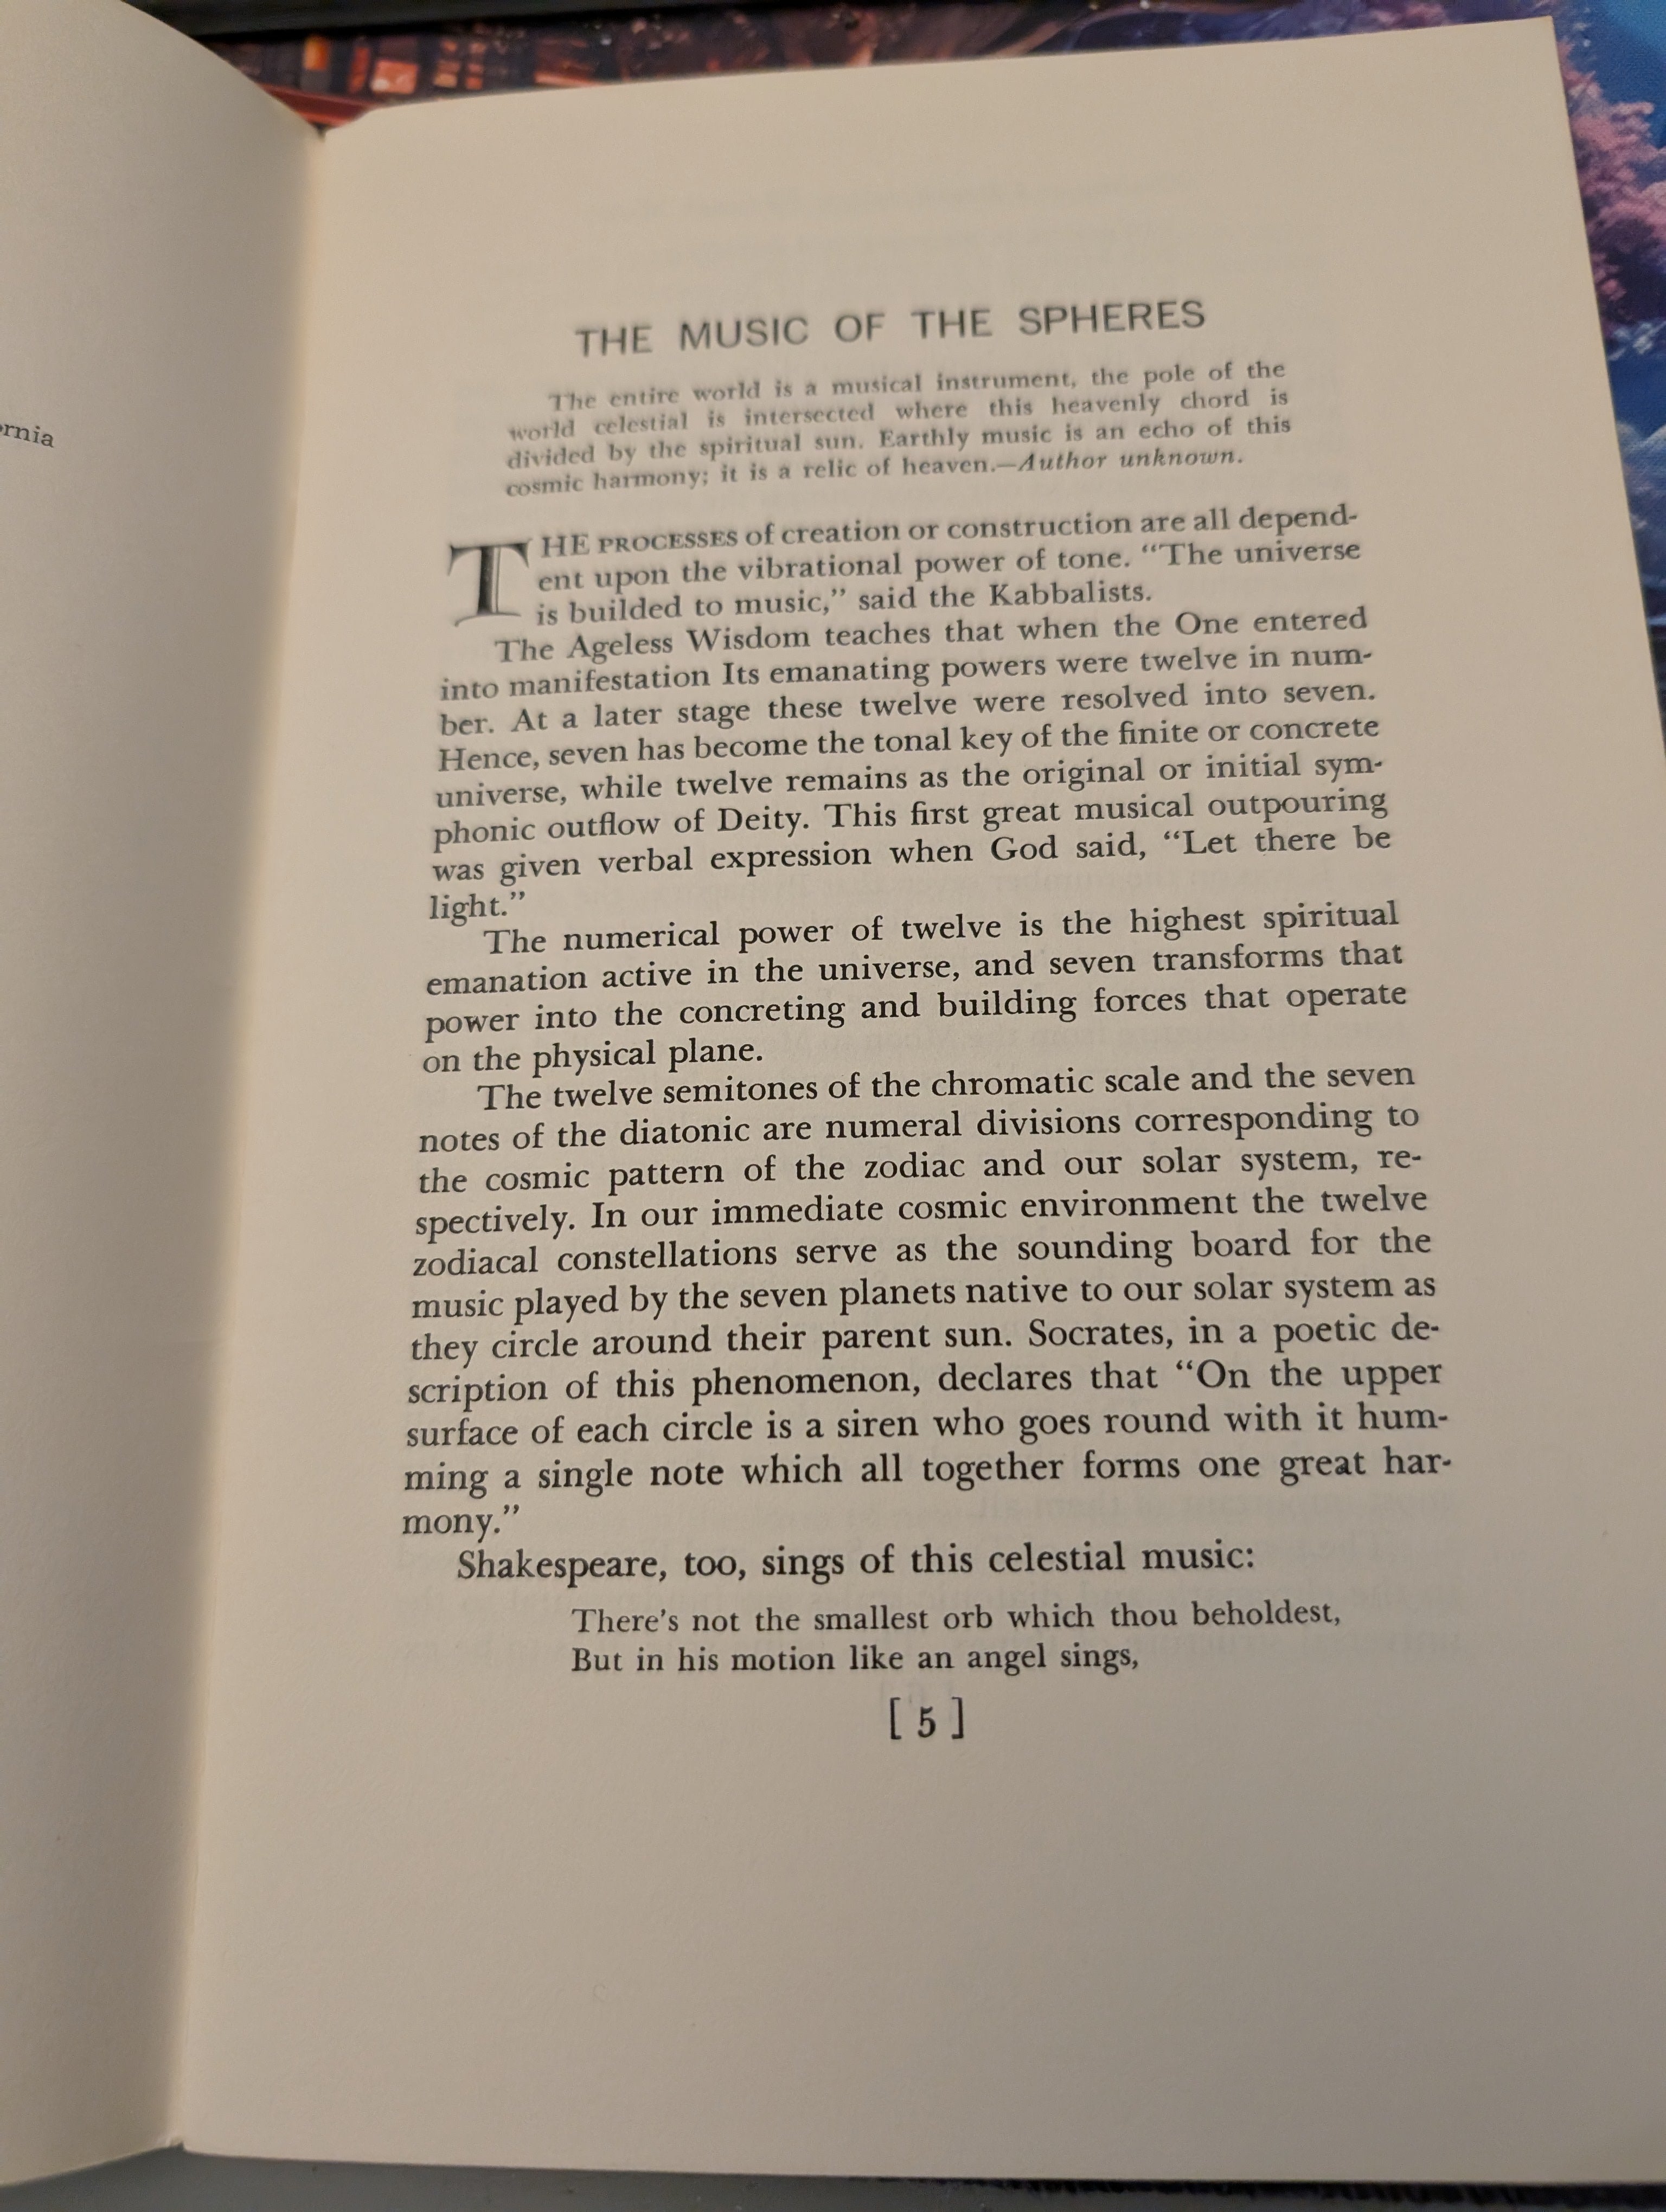 rnia
THE MUSIC OF THE SPHERES
The entire world is a musical instrument, the pole of the
world celestial is intersected where this heavenly chord is
divided by the spiritual sun. Earthly music is an echo of this
cosmic harmony; it is a relic of heaven.—Author unknown.
THE PROCESSES of creation or construction are all depend-
ent upon the vibrational power of tone. “The universe
is builded to music,” said the Kabbalists.
The Ageless Wisdom teaches that when the One entered
into manifestation Its emanating powers were twelve in num-
ber. At a later stage these twelve were resolved into seven.
Hence, seven has become the tonal key of the finite or concrete
universe, while twelve remains as the original or initial sym-
phonic outflow of Deity. This first great musical outpouring
was given verbal expression when God said, “Let there be
light.”
The numerical power of twelve is the highest spiritual
emanation active in the universe, and seven transforms that
power into the concreting and building forces that operate
on the physical plane.
The twelve semitones of the chromatic scale and the seven
notes of the diatonic are numeral divisions corresponding to
the cosmic pattern of the zodiac and our solar system, re-
spectively. In our immediate cosmic environment the twelve
zodiacal constellations serve as the sounding board for the
music played by the seven planets native to our solar system as
they circle around their parent sun. Socrates, in a poetic de-
scription of this phenomenon, declares that “On the upper
surface of each circle is a siren who goes round with it hum-
ming a single note which all together forms one great har-
mony.”
Shakespeare, too, sings of this celestial music:
There’s not the smallest orb which thou beholdest,
But in his motion like an angel sings,
[ 5 ]